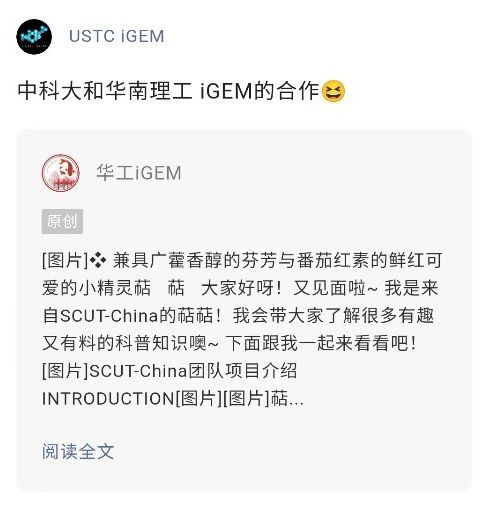 USTC iGEM
中科大和华南理工 iGEM的合作😆
华工iGEM
原创
[图片]❖ 兼具广藿香醇的芬芳与番茄红素的鲜红可
爱的小精灵萜 萜 大家好呀！又见面啦~ 我是来
自SCUT-China的萜萜！我会带大家了解很多有趣
又有料的科普知识噢~ 下面跟我一起来看看吧！
[图片]SCUT-China团队项目介绍
INTRODUCTION[图片][图片]萜...
阅读全文